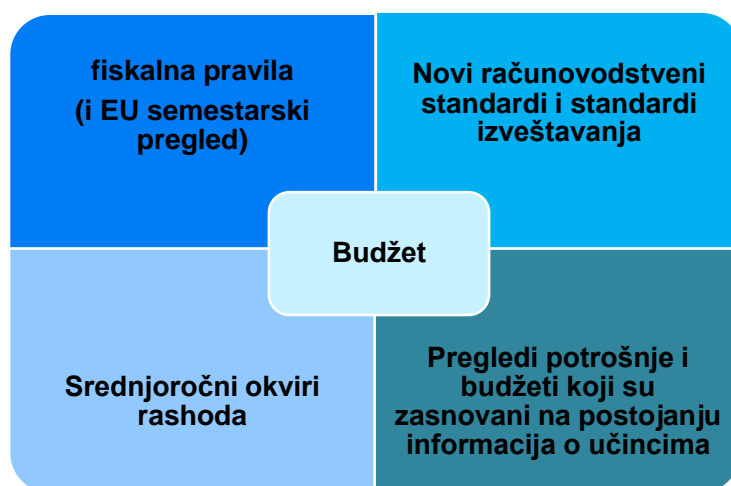 fiskalna pravila
(i EU semestarski
pregled)
Novi računovodstveni
standardi i standardi
izveštavanja
Budžet
Srednjoročni okviri
rashoda
Pregledi potrošnje i
budžeti koji su
zasnovani na postojanju
informacija o učincima